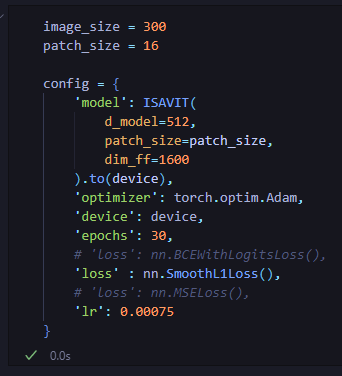 image_size = 300
patch_size = 16
config = {
'model': ISAVIT(
d_model=512,
patch_size=patch_size,
dim_ff=1600
).to(device),
'optimizer': torch.optim.Adam,
'device': device,
'epochs': 30,
# 'loss': nn.BCEWithLogitsLoss(),
'loss' : nn.SmoothL1Loss(),
# 'loss': nn.MSELoss(),
'lr': 0.00075
}
0.0s